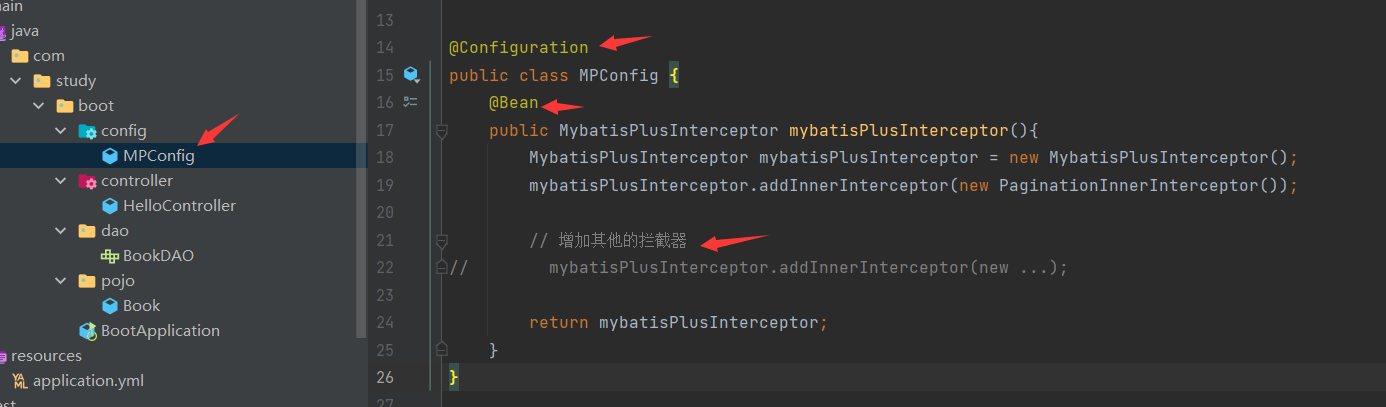 main
java
com
study
boot
config
MPConfig
controller
HelloController
dao
BookDAO
pojo
Book
BootApplication
resources
application.yml
13
14 @Configuration
15 public class MPConfig {
16 @Bean
17 public MybatisPlusInterceptor mybatisPlusInterceptor(){
18 MybatisPlusInterceptor mybatisPlusInterceptor = new MybatisPlusInterceptor();
19 mybatisPlusInterceptor.addInnerInterceptor(new PaginationInnerInterceptor());
20
21 // 增加其他的拦截器
22 // mybatisPlusInterceptor.addInnerInterceptor(new ...);
23
24 return mybatisPlusInterceptor;
25 }
26 }
27